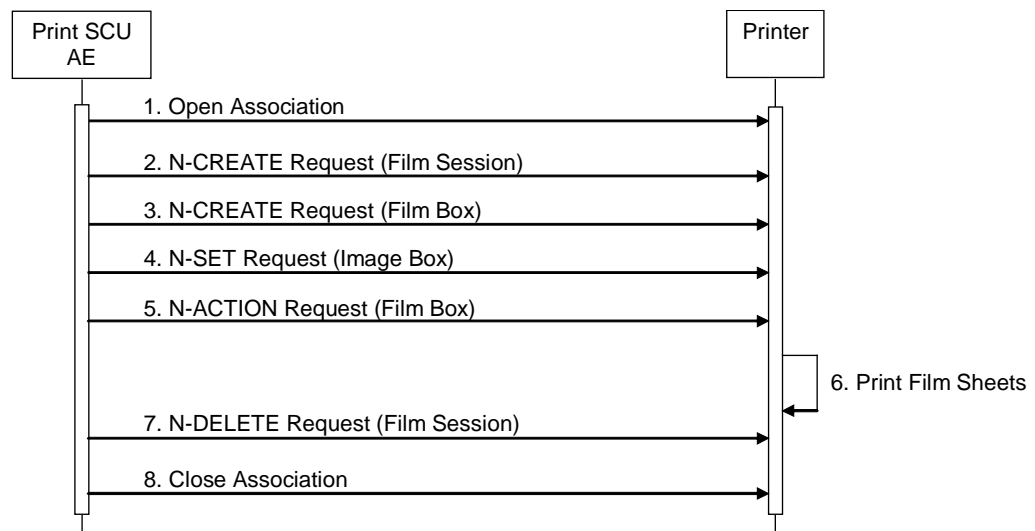 Print SCU
AE
Printer
1. Open Association
2. N-CREATE Request (Film Session)
3. N-CREATE Request (Film Box)
4. N-SET Request (Image Box)
5. N-ACTION Request (Film Box)
6. Print Film Sheets
7. N-DELETE Request (Film Session)
8. Close Association